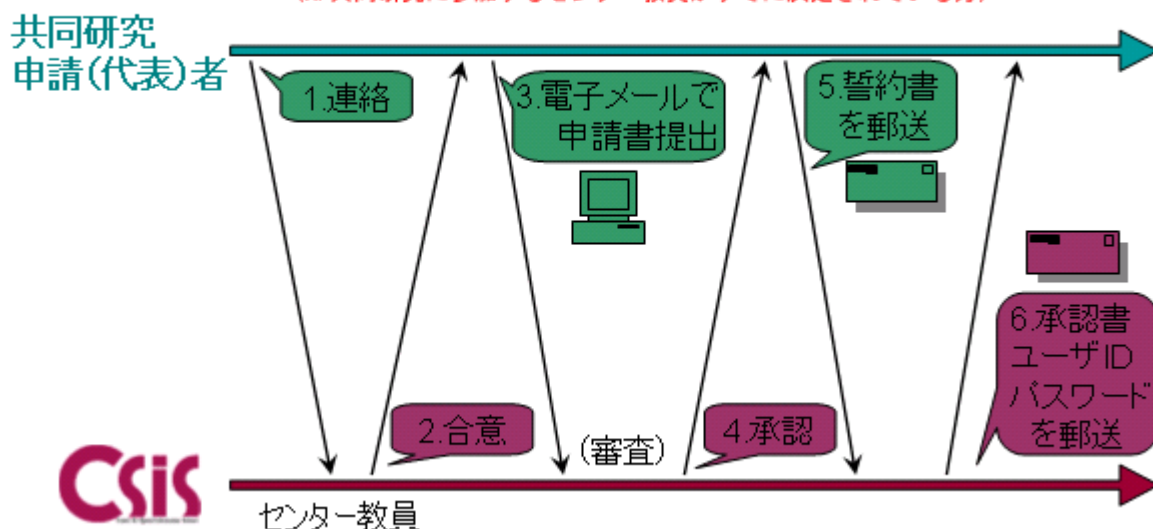 共同研究
申請(代表)者
1.連絡
3.電子メールで
申請書提出
5.誓約書
を郵送
2.合意
(審査)
4.承認
6.承認書
ユーザID
パスワード
を郵送
CSiS
センター教員